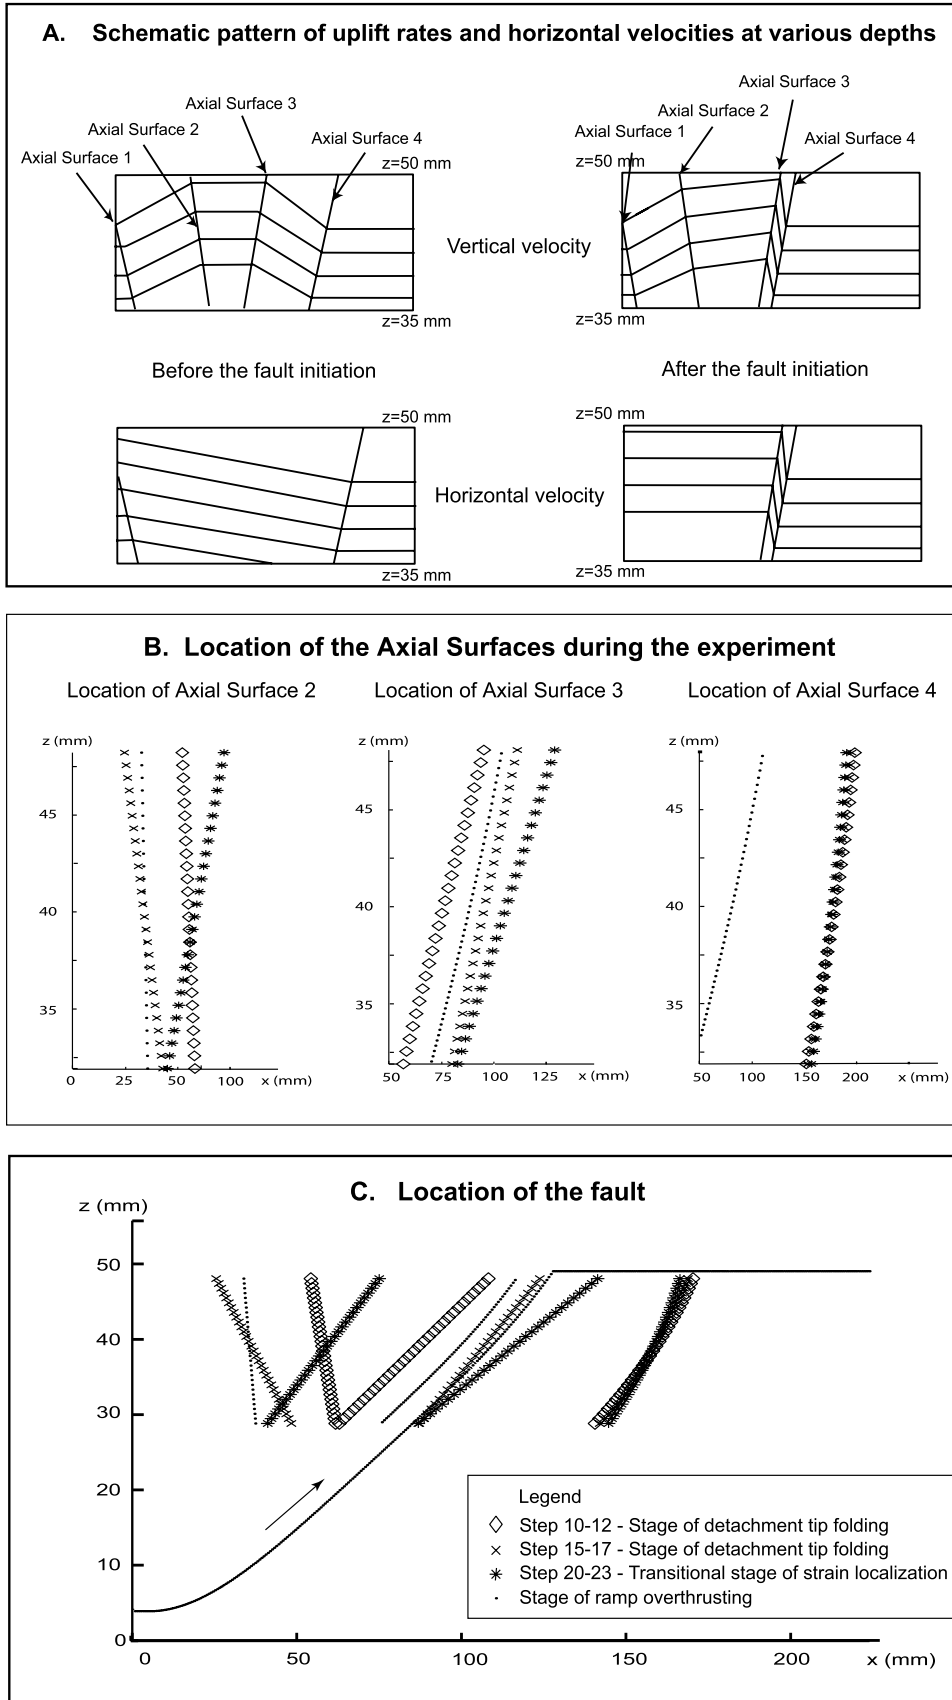 A. Schematic pattern of uplift rates and horizontal velocities at various depths
Axial Surface 1
Axial Surface 2
Axial Surface 3
Axial Surface 4
z=50 mm
z=35 mm
Vertical velocity
Axial Surface 1
Axial Surface 2
Axial Surface 3
Axial Surface 4
z=50 mm
z=35 mm
Before the fault initiation
After the fault initiation
z=50 mm
z=35 mm
Horizontal velocity
z=50 mm
z=35 mm
B. Location of the Axial Surfaces during the experiment
Location of Axial Surface 2
z (mm)
45
40
35
0 25 50 100 x (mm)
Location of Axial Surface 3
z (mm)
45
40
35
50 75 100 125 x (mm)
Location of Axial Surface 4
z (mm)
45
40
35
50 100 150 200 x (mm)
C. Location of the fault
z (mm)
50
40
30
20
10
0
0 50 100 150 200 x (mm)
Legend
Step 10-12 - Stage of detachment tip folding
Step 15-17 - Stage of detachment tip folding
Step 20-23 - Transitional stage of strain localization
Stage of ramp overthrusting